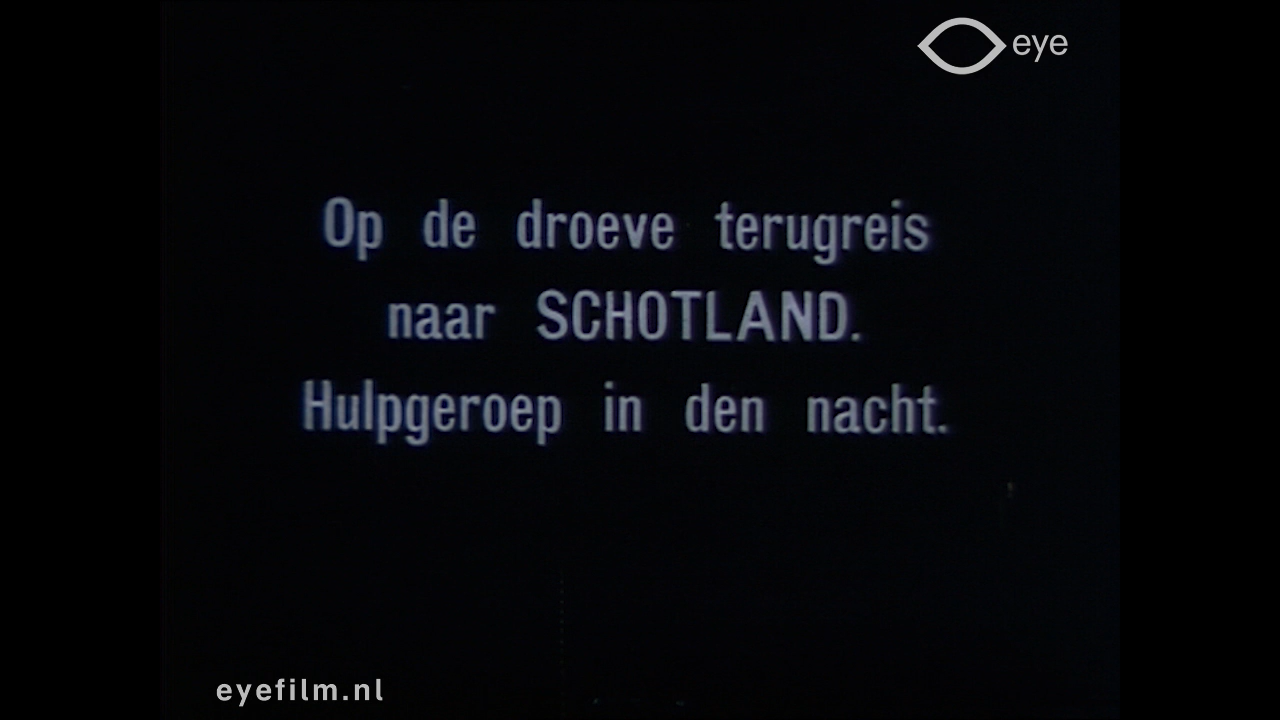 eye
Op de droeve terugreis
naar SCHOTLAND.
Hulpgeroep in den nacht.
eyefilm.nl